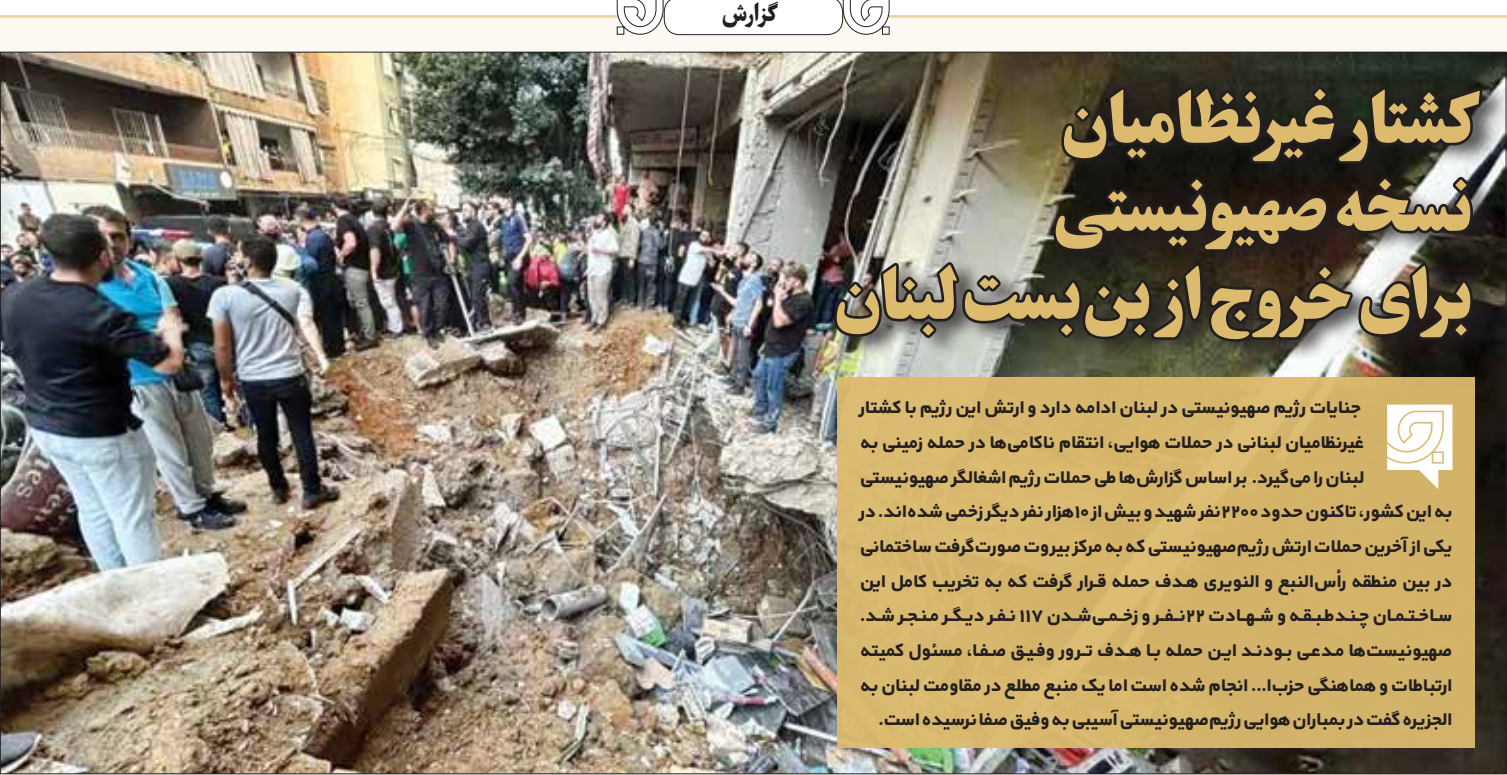 گزارش
کشتار غیرنظامیان
نسخه صهیونیستی
برای خروج از بن‌بست لبنان
جنایات رژیم صهیونیستی در لبنان ادامه دارد و ارتش این رژیم با کشتار
غیرنظامیان لبنانی در حملات هوایی، انتقام ناکامی‌ها در حمله زمینی به
لبنان را می‌گیرد. بر اساس گزارش‌ها طی حملات رژیم اشغالگر صهیونیستی
به این کشور، تاکنون حدود ۲۲۰۰ نفر شهید و بیش از ۱۰هزار نفر دیگر زخمی شده‌اند. در
یکی از آخرین حملات ارتش رژیم صهیونیستی که به مرکز بیروت صورت گرفت ساختمانی
در بین منطقه رأس‌النبع و النویری هدف حمله قرار گرفت که به تخریب کامل این
ساختمان چندطبقه و شهادت ۲۲نفر و زخمی‌شدن ۱۱۷ نفر دیگر منجر شد.
صهیونیست‌ها مدعی بودند این حمله با هدف ترور وفیق صفا، مسئول کمیته
ارتباطات و هماهنگی حزب‌ا... انجام شده است اما یک منبع مطلع در مقاومت لبنان به
الجزیره گفت در بمباران هوایی رژیم صهیونیستی آسیبی به وفیق صفا نرسیده است.